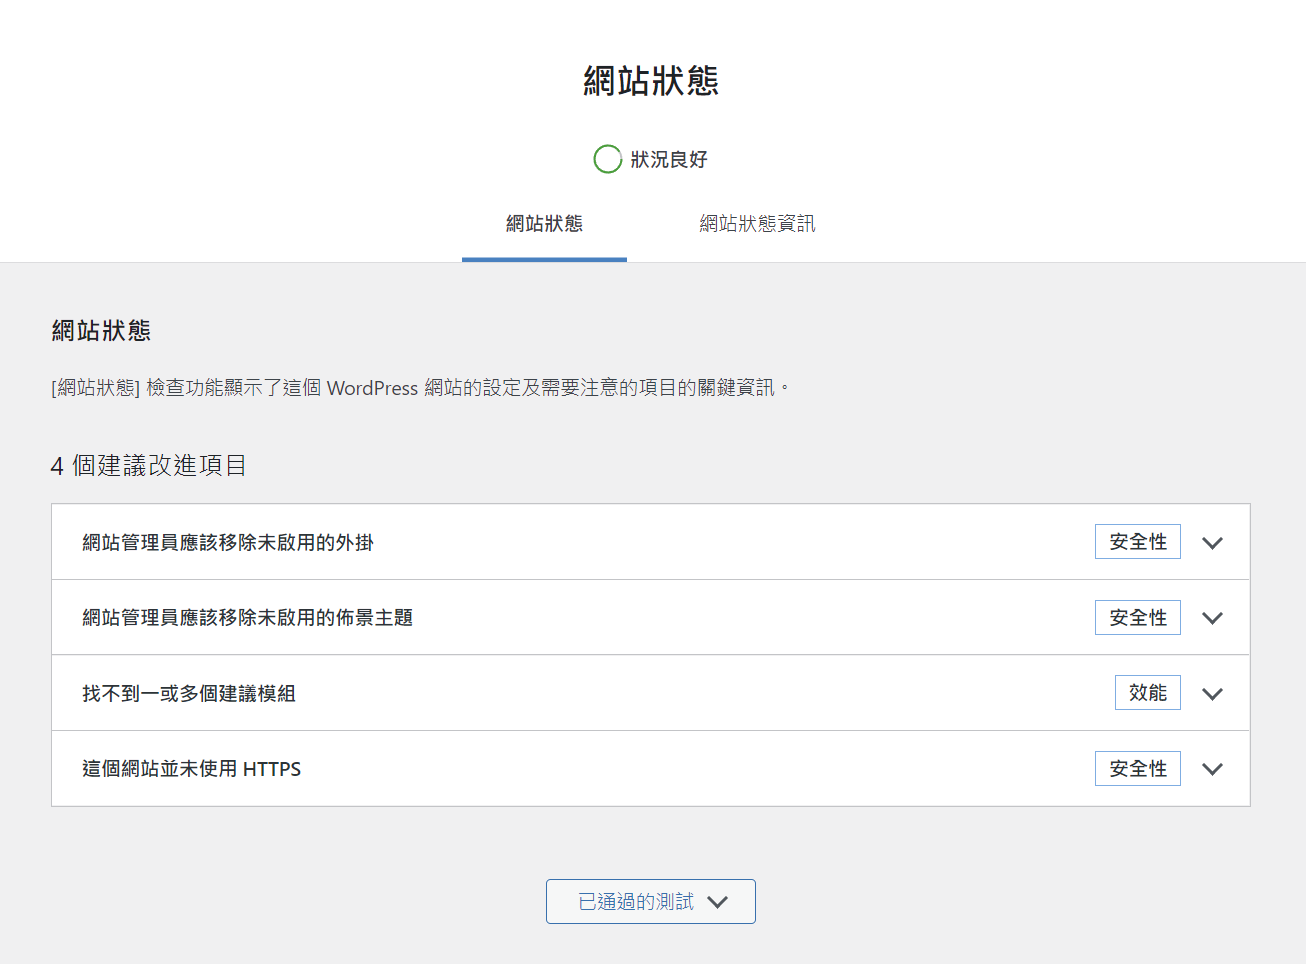 網站狀態
狀況良好
網站狀態
網站狀態資訊
網站狀態
[網站狀態] 檢查功能顯示了這個 WordPress 網站的設定及需要注意的項目的關鍵資訊。
4 個建議改進項目
網站管理員應該移除未啟用的外掛
安全性
網站管理員應該移除未啟用的佈景主題
安全性
找不到一或多個建議模組
效能
這個網站並未使用 HTTPS
安全性
已通過的測試